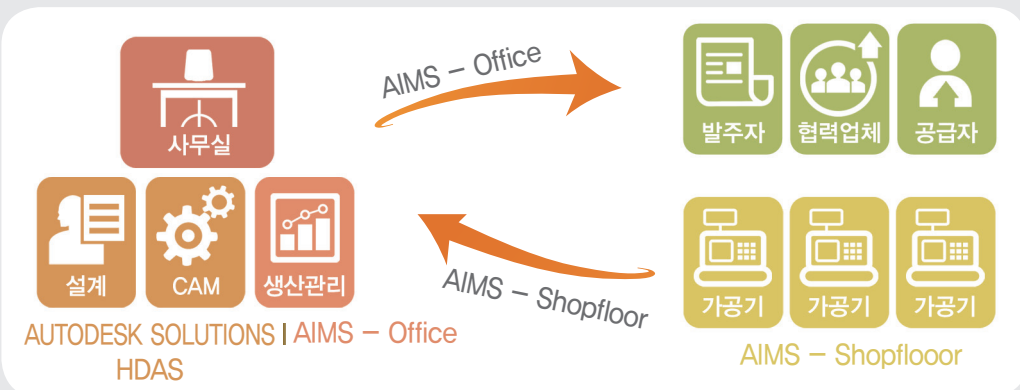 사무실
설계
CAM
생산관리
AUTODESK SOLUTIONS | AIMS – Office
HDAS
AIMS – Office
AIMS – Shopfloor
발주자
협력업체
공급자
가공기
가공기
가공기
AIMS – Shopflooor